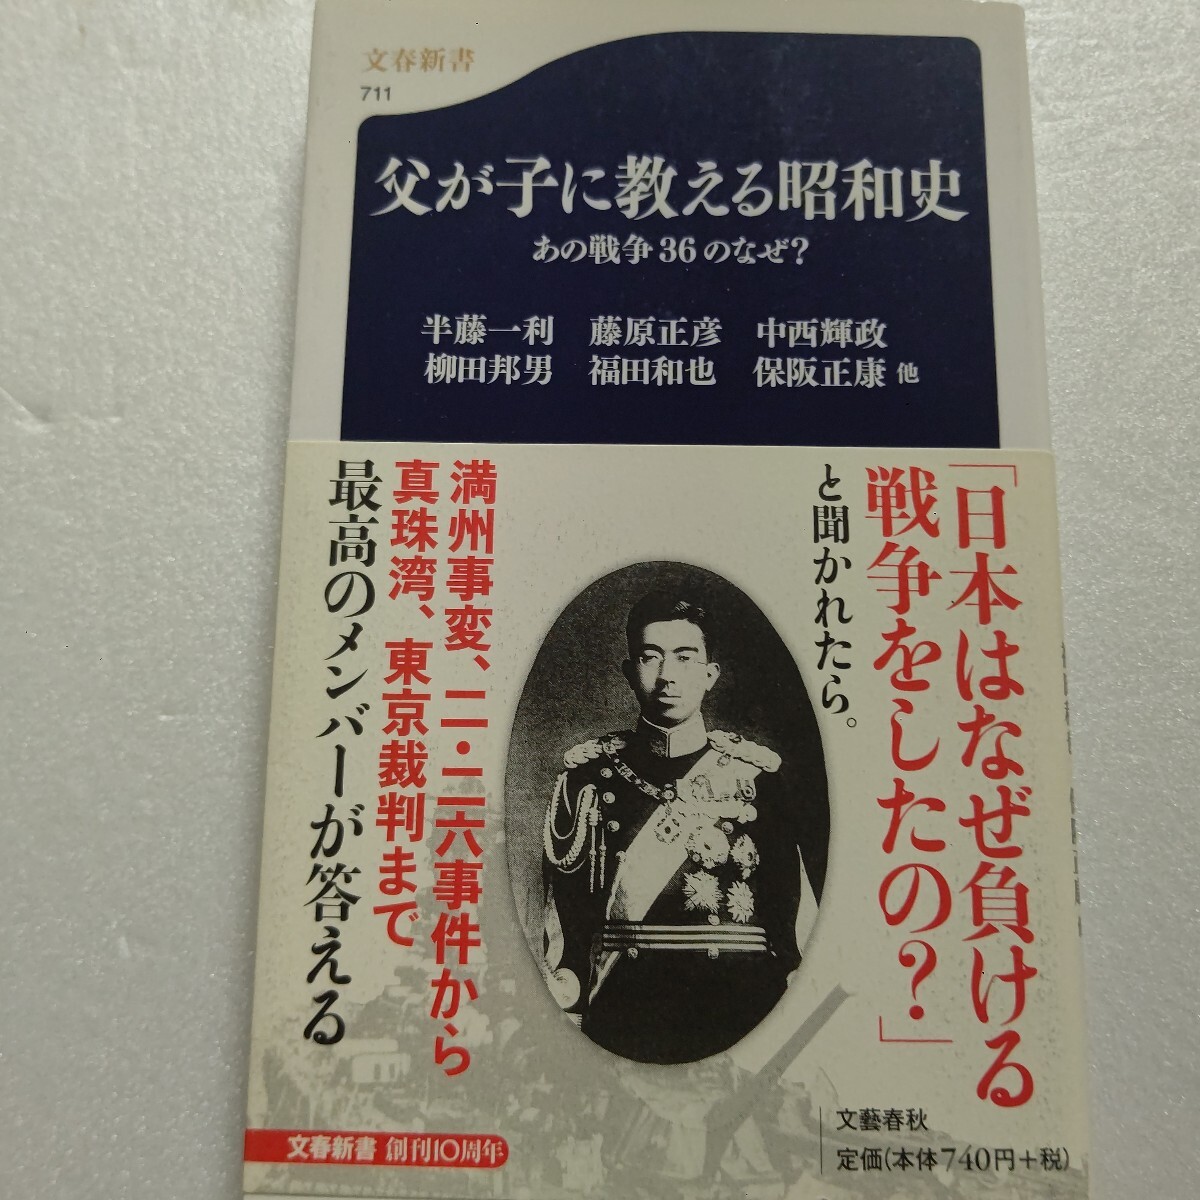 文春新書
711
父が子に教える昭和史
あの戦争36のなぜ?
半藤一利 藤原正彦 中西輝政
柳田邦男 福田和也 保阪正康 他
「日本はなぜ負ける
戦争をしたの?」
と聞かれたら。
満州事変、二・二六事件から
真珠湾、東京裁判まで
最高のメンバーが答える
文春新書 創刊10周年
文藝春秋
定価(本体740円+税)